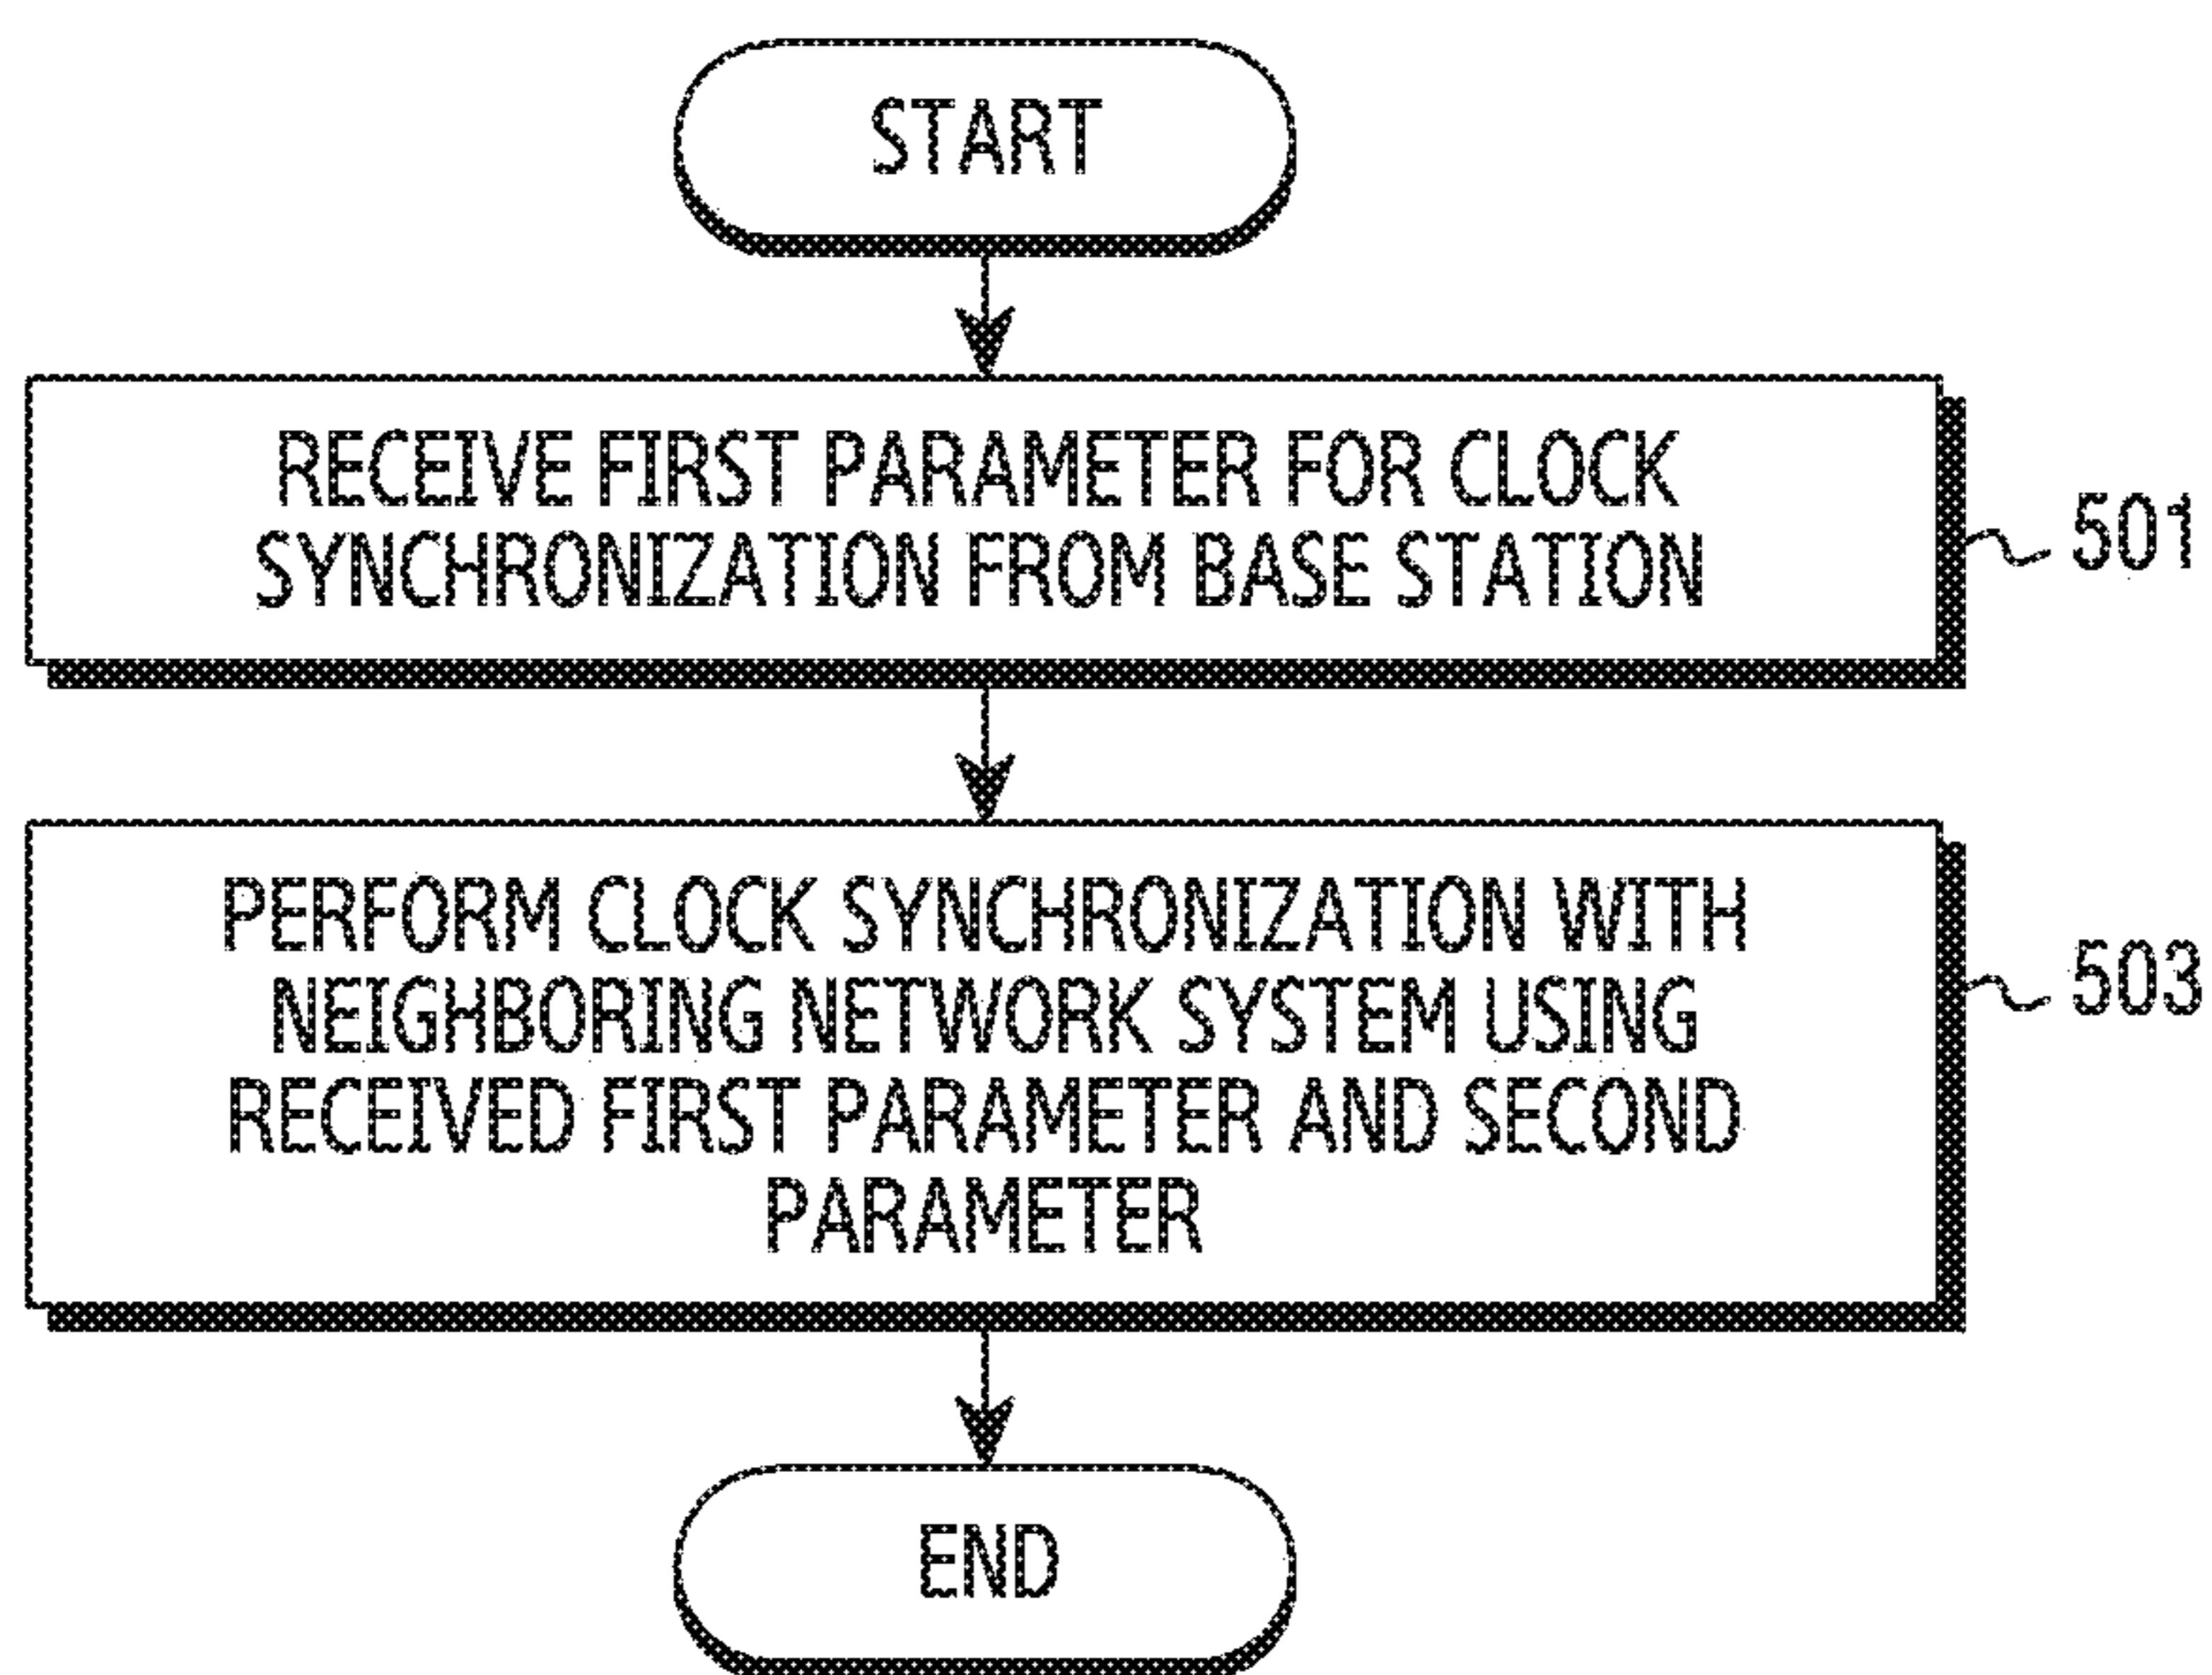 START
RECEIVE FIRST PARAMETER FOR CLOCK
SYNCHRONIZATION FROM BASE STATION
501
PERFORM CLOCK SYNCHRONIZATION WITH
NEIGHBORING NETWORK SYSTEM USING
RECEIVED FIRST PARAMETER AND SECOND
PARAMETER
503
END